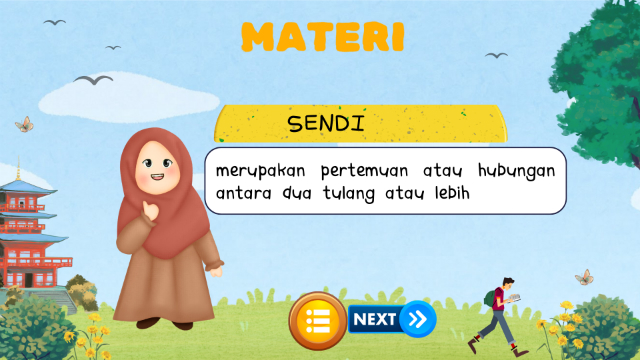 MATERI
SENDI
merupakan pertemuan atau hubungan
antara dua tulang atau lebih
NEXT